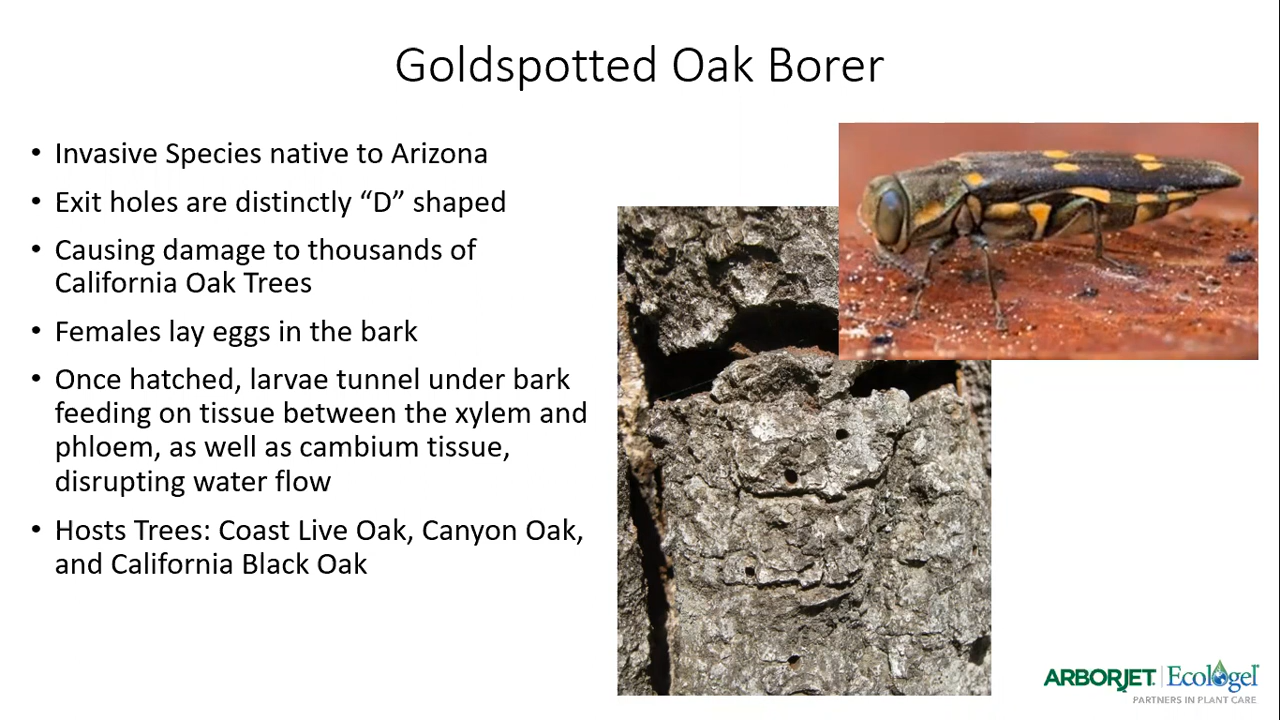 Goldspotted Oak Borer
• Invasive Species native to Arizona
• Exit holes are distinctly “D” shaped
• Causing damage to thousands of
California Oak Trees
• Females lay eggs in the bark
• Once hatched, larvae tunnel under bark
feeding on tissue between the xylem and
phloem, as well as cambium tissue,
disrupting water flow
• Hosts Trees: Coast Live Oak, Canyon Oak,
and California Black Oak
ARBORJET | Ecologel
PARTNERS IN PLANT CARE